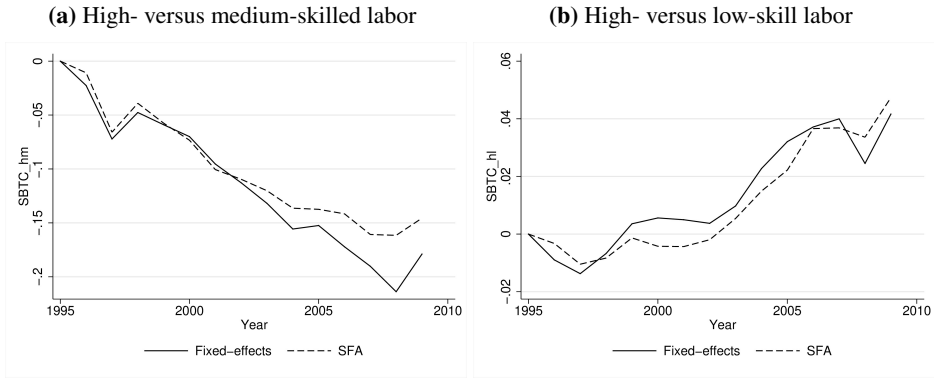 (a) High- versus medium-skilled labor
SBTC_hm
0
−.05
−.1
−.15
−.2
1995 2000 2005 2010
Year
Fixed−effects SFA
(b) High- versus low-skill labor
SBTC_hl
.06
.04
.02
0
−.02
1995 2000 2005 2010
Year
Fixed−effects SFA